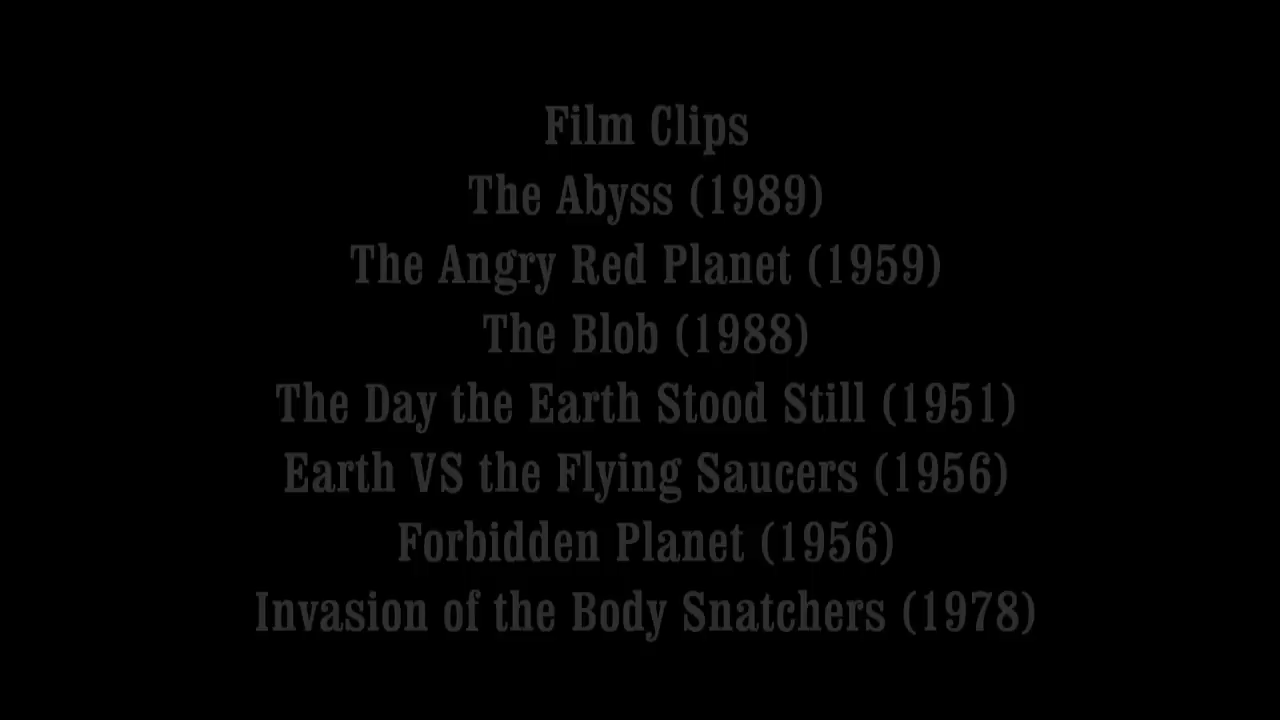 Film Clips
The Abyss (1989)
The Angry Red Planet (1959)
The Blob (1988)
The Day the Earth Stood Still (1951)
Earth VS the Flying Saucers (1956)
Forbidden Planet (1956)
Invasion of the Body Snatchers (1978)